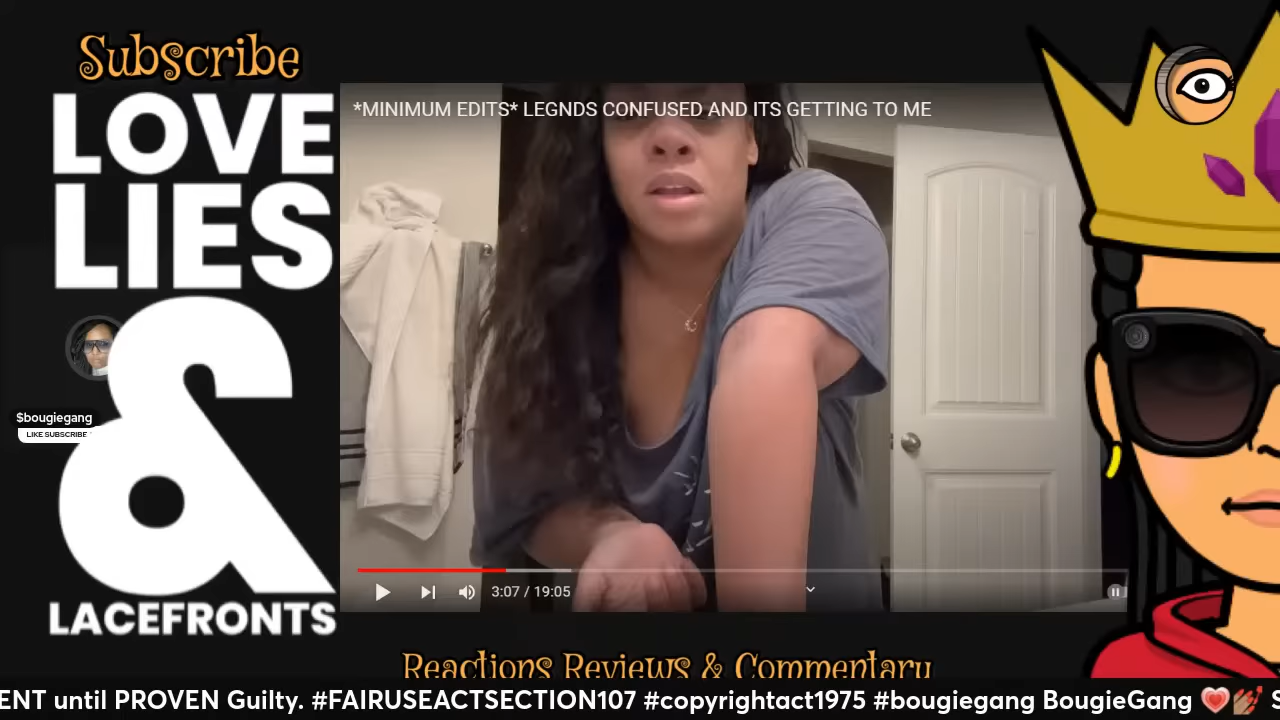 Subscribe
LOVE
LIES
&
LACEFRONTS
$bougiegang
LIKE SUBSCRIBE
*MINIMUM EDITS* LEGNDS CONFUSED AND ITS GETTING TO ME
3:07 / 19:05
Reactions Reviews & Commentary
ENT until PROVEN Guilty. #FAIRUSEACTSECTION107 #copyrightact1975 #bougiegang BougieGang 💗💅🏽 S